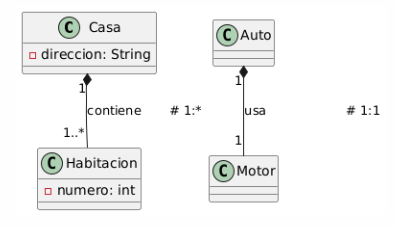 C Casa
direccion: String
C Auto
1
1
contiene # 1:*
usa # 1:1
1..*
1
C Habitacion
numero: int
C Motor